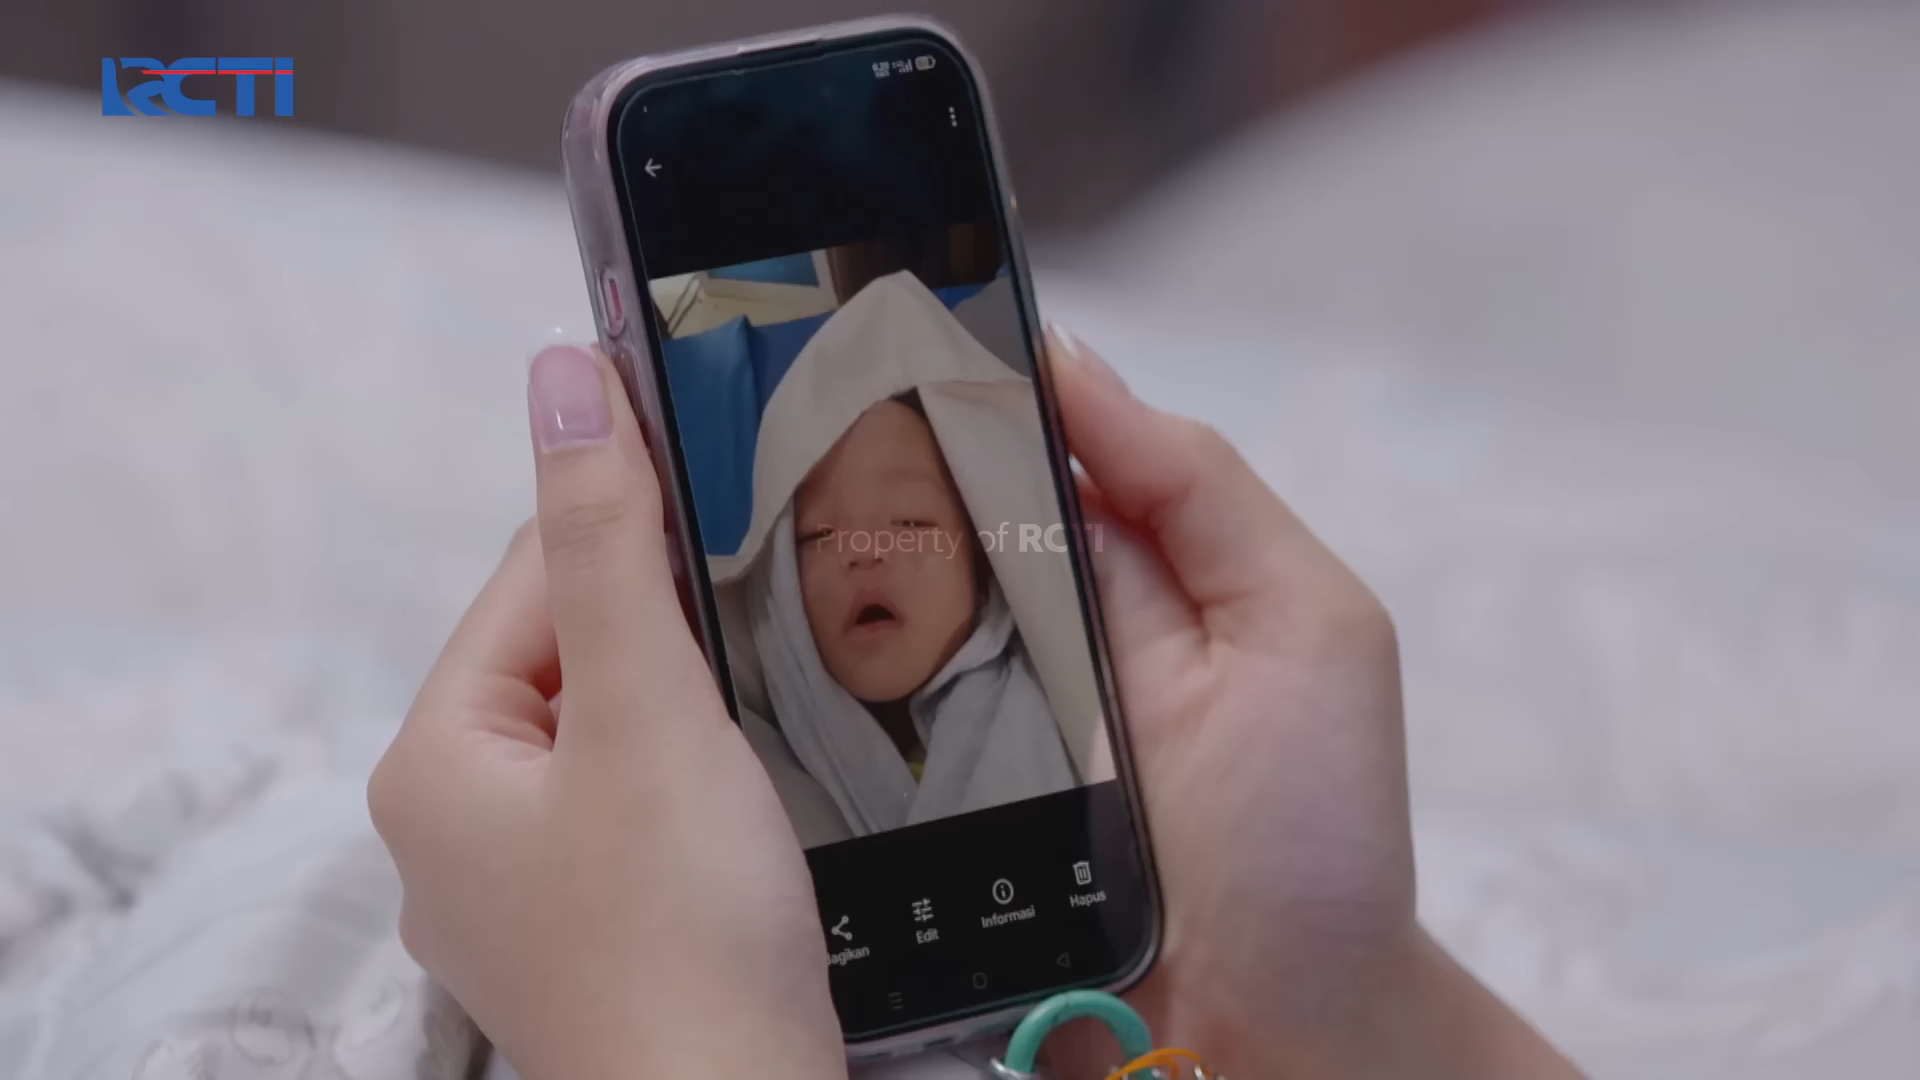 RCTI
Property of RCTI
Bagikan
Edit
Informasi
Hapus